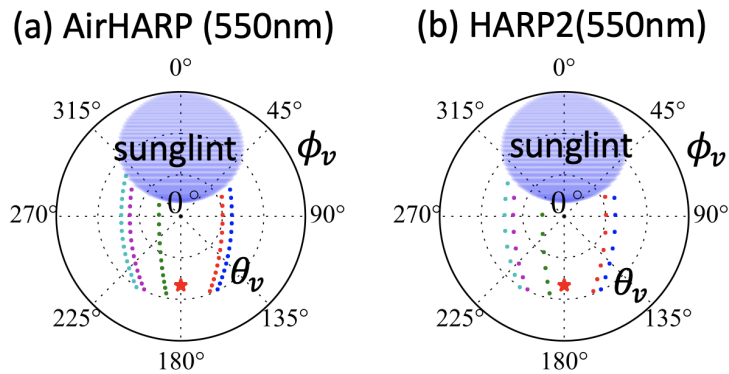 (a) AirHARP (550nm)
0°
315°
45°
sunglint
ϕᵥ
0°
270°
90°
θᵥ
225°
135°
180°
(b) HARP2(550nm)
0°
315°
45°
sunglint
ϕᵥ
0°
270°
90°
θᵥ
225°
135°
180°